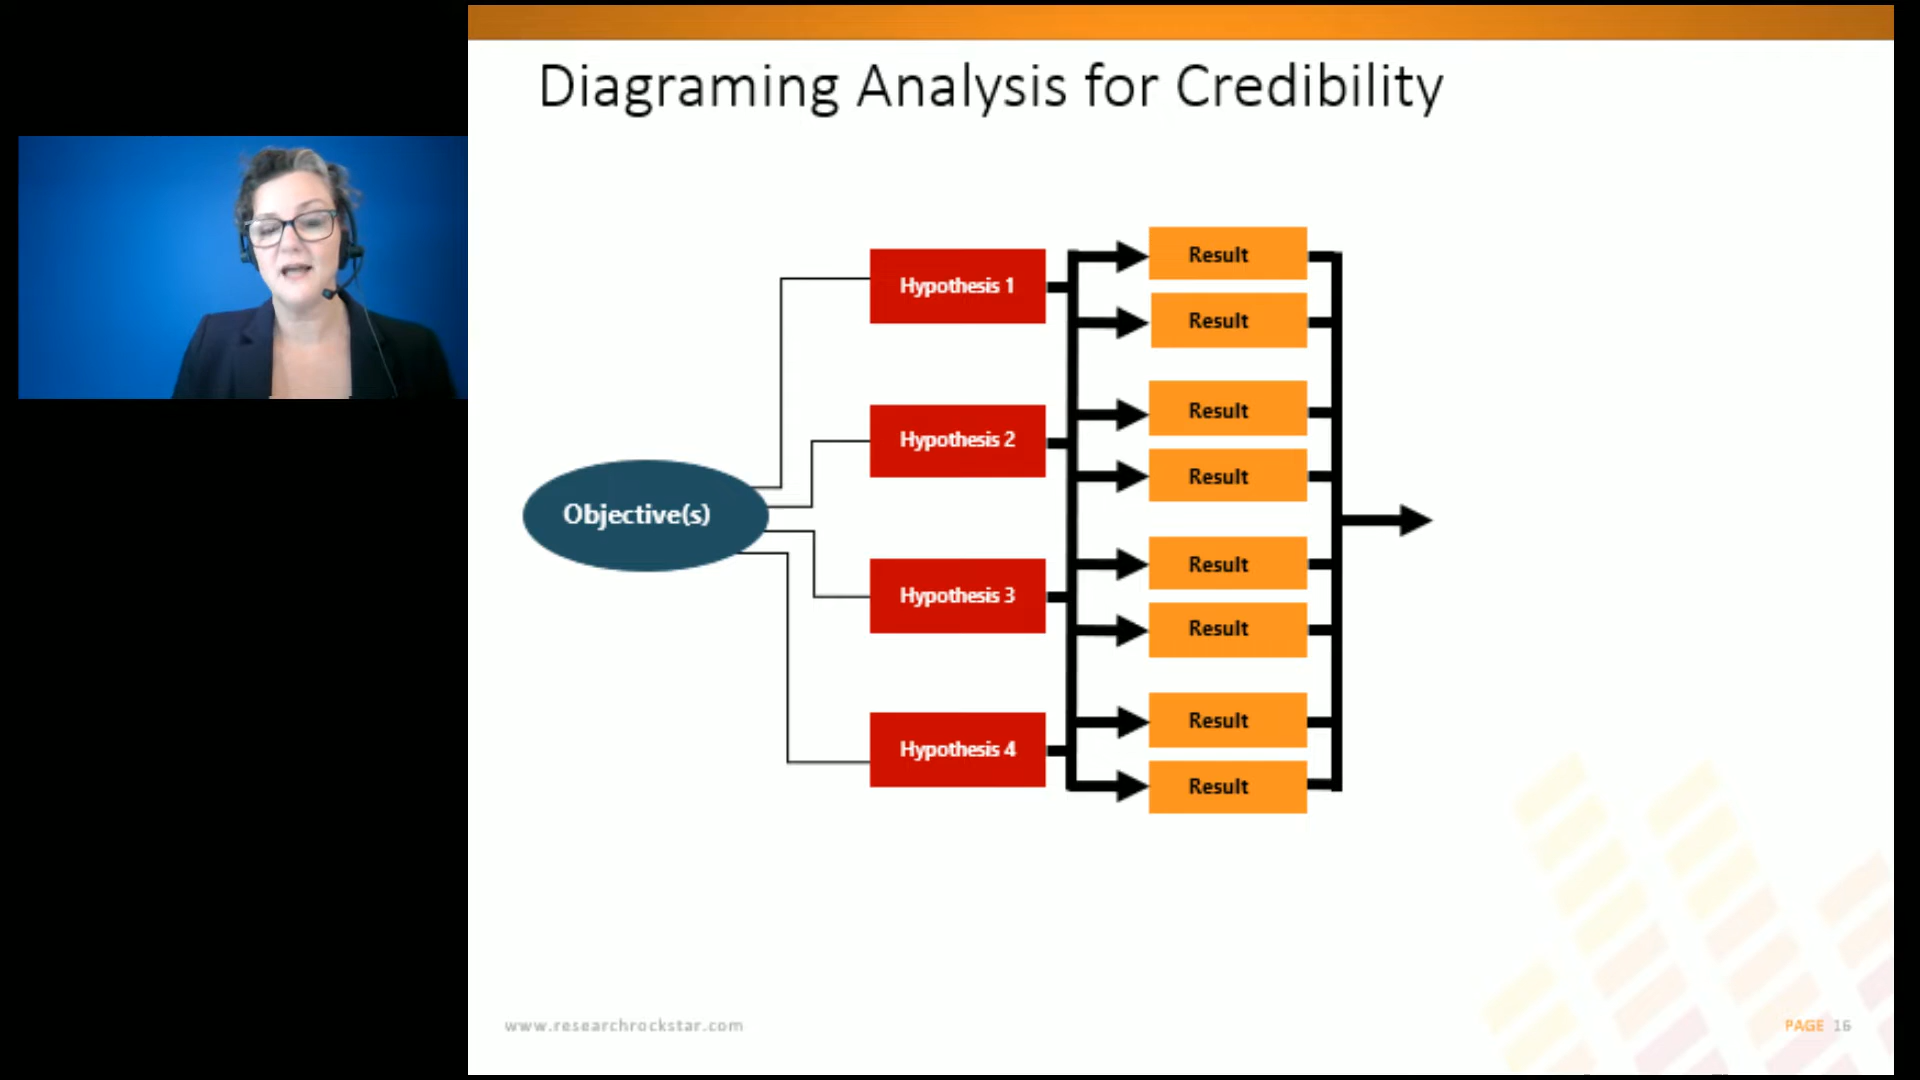 Diagraming Analysis for Credibility
Objective(s)
Hypothesis 1
Hypothesis 2
Hypothesis 3
Hypothesis 4
Result
Result
Result
Result
Result
Result
Result
Result
www.researchrockstar.com
PAGE 16